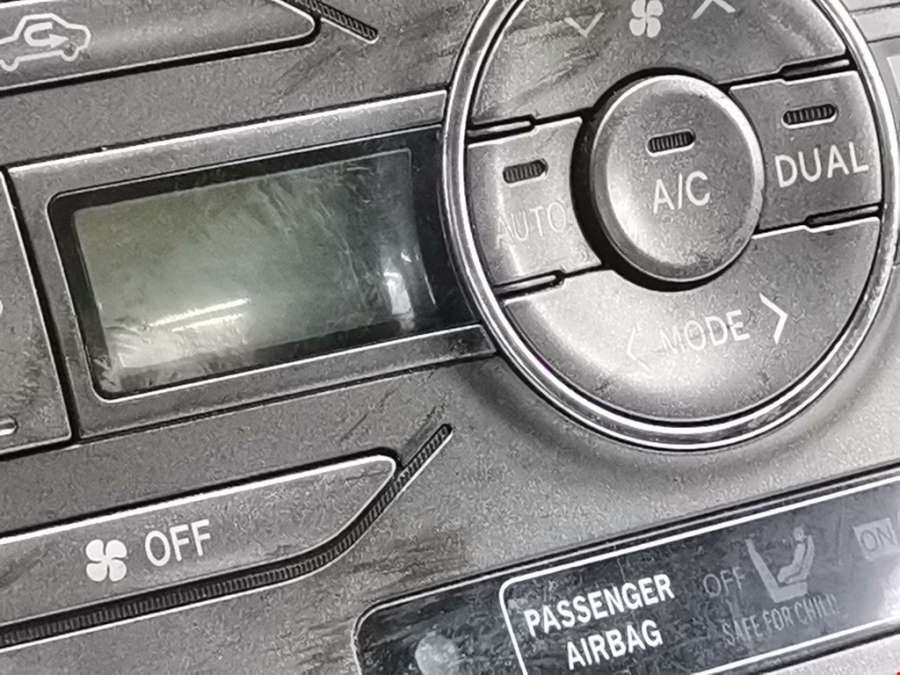 AUTO
A/C
DUAL
< MODE >
OFF
PASSENGER
AIRBAG
OFF
ON
SAFE FOR CHILD